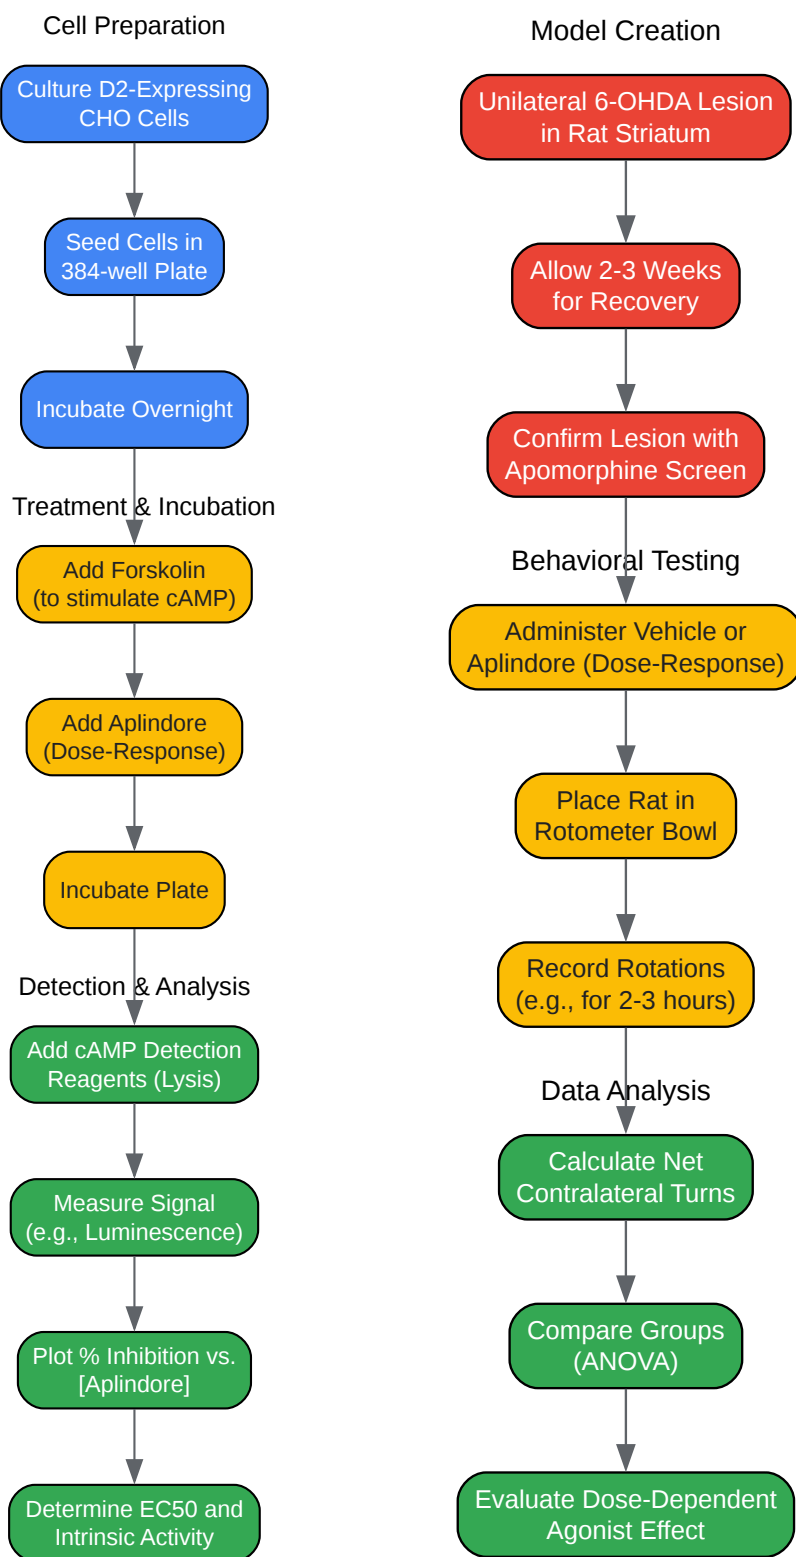 Cell Preparation
Culture D2-Expressing
CHO Cells
Seed Cells in
384-well Plate
Incubate Overnight
Treatment & Incubation
Add Forskolin
(to stimulate cAMP)
Add Aplindore
(Dose-Response)
Incubate Plate
Detection & Analysis
Add cAMP Detection
Reagents (Lysis)
Measure Signal
(e.g., Luminescence)
Plot % Inhibition vs.
[Aplindore]
Determine EC50 and
Intrinsic Activity
Model Creation
Unilateral 6-OHDA Lesion
in Rat Striatum
Allow 2-3 Weeks
for Recovery
Confirm Lesion with
Apomorphine Screen
Behavioral Testing
Administer Vehicle or
Aplindore (Dose-Response)
Place Rat in
Rotometer Bowl
Record Rotations
(e.g., for 2-3 hours)
Data Analysis
Calculate Net
Contralateral Turns
Compare Groups
(ANOVA)
Evaluate Dose-Dependent
Agonist Effect